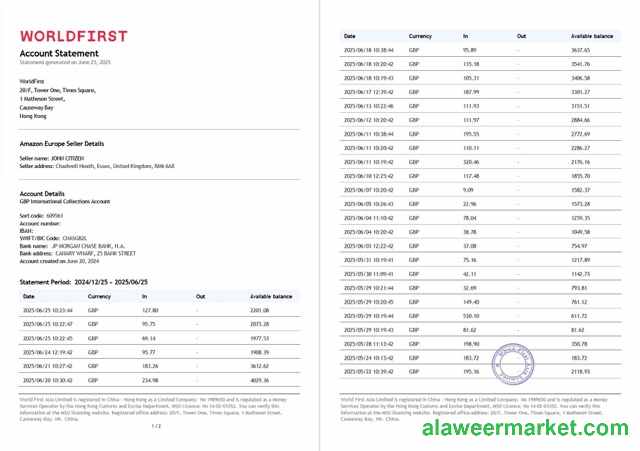 WORLDFIRST
Account Statement
Statement generated on June 25, 2025
WorldFirst
20/F, Tower One, Times Square,
1 Matheson Street,
Causeway Bay
Hong Kong
Amazon Europe Seller Details
Seller name: JOHN CITIZEN
Seller address: Chadwell Heath, Essex, United Kingdom, RM6 6AX
Account Details
GBP International Collections Account
Sort code: 609561
Account number:
IBAN:
SWIFT/BIC Code: CHASGB2L
Bank name: JP MORGAN CHASE BANK, N.A.
Bank address: CANARY WHARF, 25 BANK STREET
Account created on June 20, 2024
Statement Period: 2024/12/25 - 2025/06/25
Date Currency In Out Available balance
2025/06/25 10:23:44 GBP 127.80 - 2201.08
2025/06/25 10:22:47 GBP 95.75 - 2073.28
2025/06/25 10:22:45 GBP 69.14 - 1977.53
2025/06/24 12:19:42 GBP 95.77 - 1908.39
2025/06/21 10:27:42 GBP 183.26 - 3612.62
2025/06/20 10:30:42 GBP 234.98 - 4029.36
World First Asia Limited is registered in China - Hong Kong as a Limited Company: No 1989650 and is regulated as a money
Services Operator by the Hong Kong Customs and Excise Department, MSO Licence: No 14-02-01352. You can verify this
information at the MSO licensing website. Registered office address: 20/F, Tower One, Times Square, 1 Matheson Street,
Causeway Bay, Hong Kong.
1 / 2
Date Currency In Out Available balance
2025/06/18 10:38:44 GBP 95.89 - 3637.65
2025/06/18 10:20:42 GBP 135.18 - 3541.76
2025/06/18 10:19:43 GBP 105.31 - 3406.58
2025/06/17 12:39:42 GBP 187.99 - 3301.27
2025/06/13 10:22:46 GBP 111.93 - 3151.51
2025/06/12 10:20:42 GBP 111.97 - 2884.66
2025/06/11 10:38:44 GBP 195.55 - 2772.69
2025/06/11 10:20:42 GBP 110.11 - 2286.27
2025/06/11 10:19:42 GBP 320.46 - 2176.16
2025/06/10 12:25:42 GBP 117.48 - 1855.70
2025/06/07 10:20:42 GBP 9.09 - 1582.37
2025/06/05 10:26:43 GBP 22.96 - 1573.28
2025/06/04 11:10:42 GBP 78.04 - 1259.35
2025/06/04 10:20:42 GBP 38.78 - 1049.58
2025/06/03 12:22:42 GBP 37.08 - 754.97
2025/05/31 10:19:41 GBP 75.16 - 1217.89
2025/05/30 11:09:41 GBP 42.11 - 1142.73
2025/05/29 10:21:44 GBP 32.69 - 793.81
2025/05/29 10:20:45 GBP 149.40 - 761.12
2025/05/29 10:19:44 GBP 530.10 - 611.72
2025/05/29 10:19:43 GBP 81.62 - 81.62
2025/05/28 11:13:42 GBP 198.90 - 350.78
2025/05/24 10:13:42 GBP 183.72 - 183.72
2025/05/22 10:39:42 GBP 195.16 - 2118.93
World First Asia Limited is registered in China - Hong Kong as a Limited Company: No 1989650 and is regulated as a money
Services Operator by the Hong Kong Customs and Excise Department, MSO Licence: No 14-02-01352. You can verify this
information at the MSO licensing website. Registered office address: 20/F, Tower One, Times Square, 1 Matheson Street,
Causeway Bay, Hong Kong.
alaweermarket.com